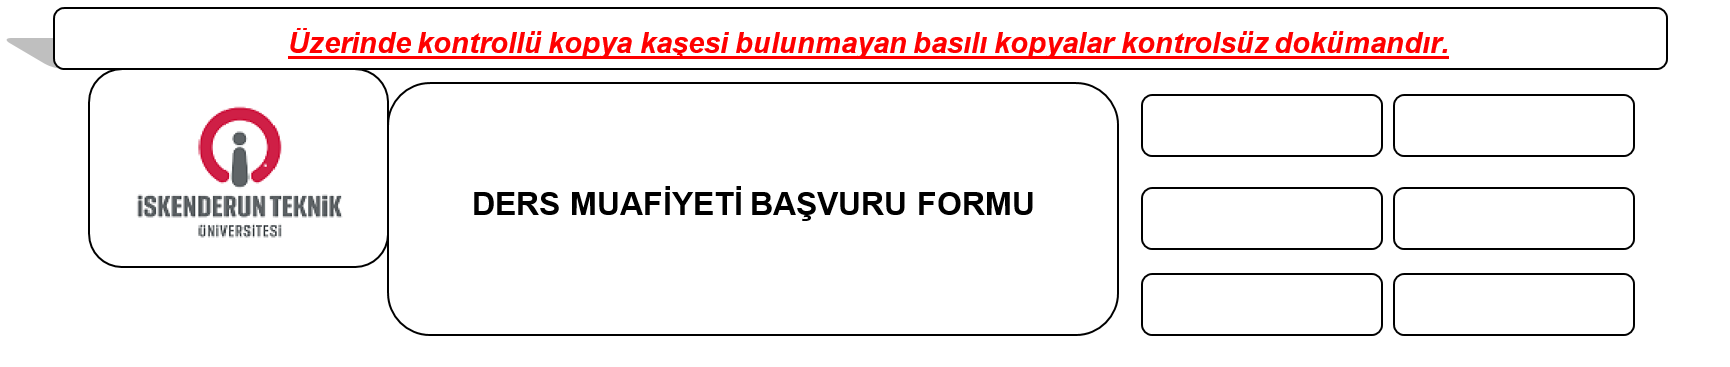 Üzerinde kontrollü kopya kaşesi bulunmayan basılı kopyalar kontrolsüz dokümandır.
İSKENDERUN TEKNİK
ÜNİVERSİTESİ
DERS MUAFİYETİ BAŞVURU FORMU